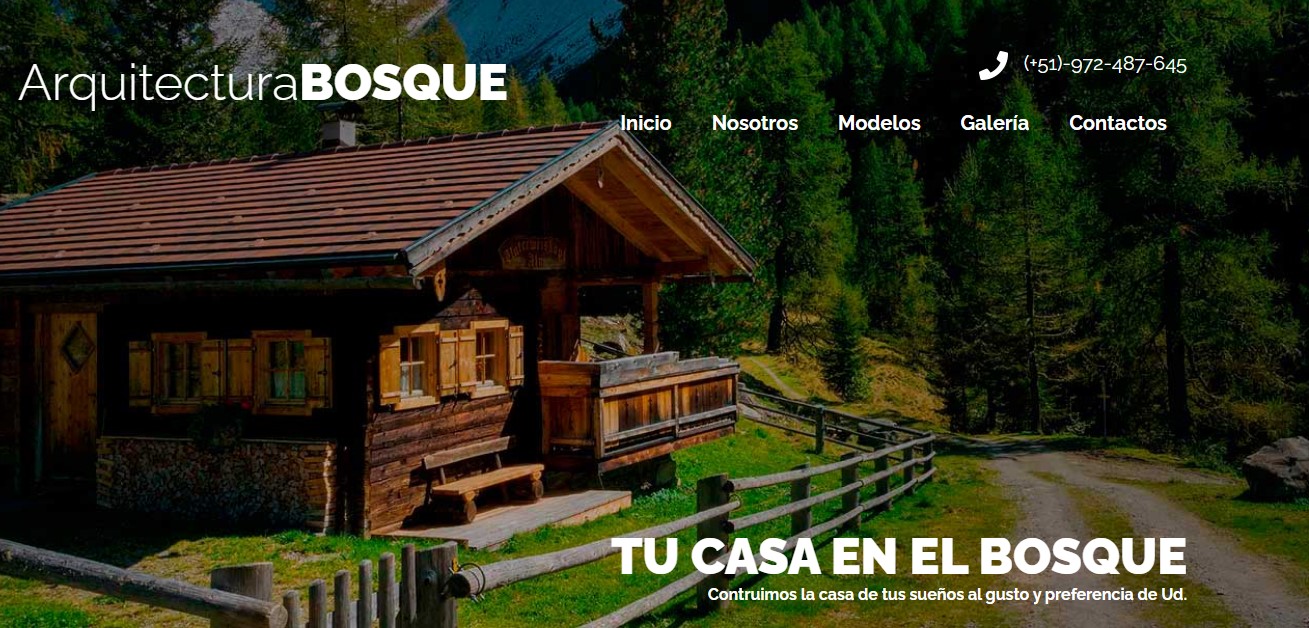 ArquitecturaBOSQUE
(+51)-972-487-645
Inicio Nosotros Modelos Galería Contactos
TU CASA EN EL BOSQUE
Contruimos la casa de tus sueños al gusto y preferencia de Ud.